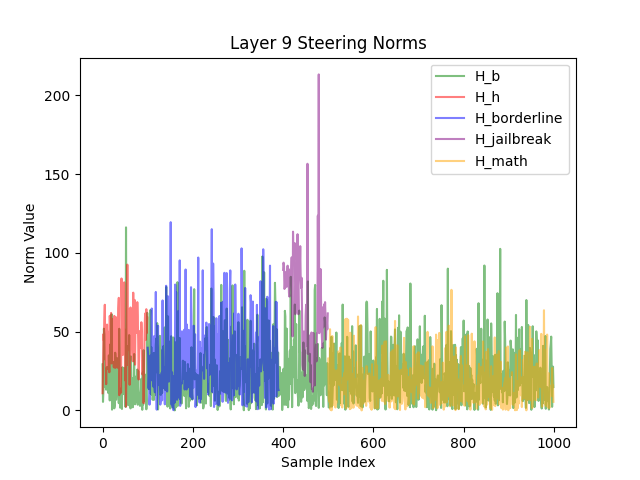 Layer 9 Steering Norms
H_b
H_h
H_borderline
H_jailbreak
H_math
Norm Value
200
150
100
50
0
0 200 400 600 800 1000
Sample Index